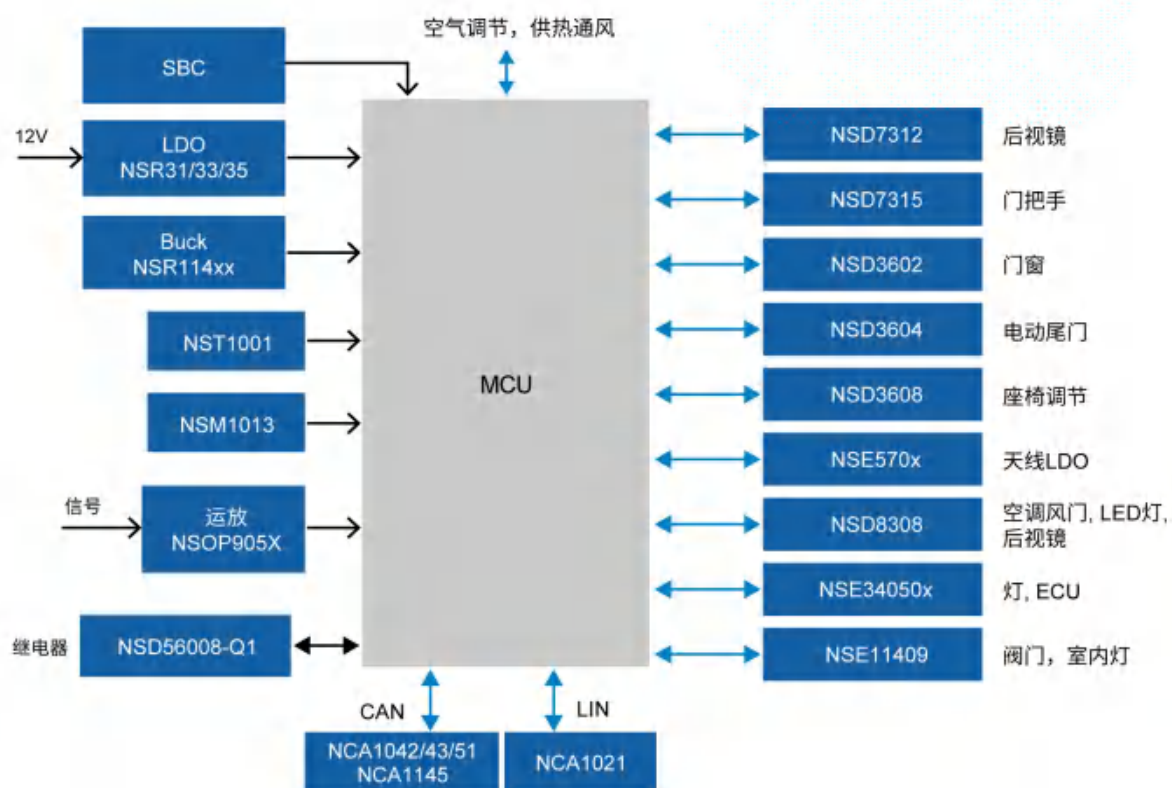 空气调节，供热通风
SBC
12V
LDO
NSR31/33/35
Buck
NSR114xx
NST1001
NSM1013
信号
运放
NSOP905X
继电器
NSD56008-Q1
MCU
NSD7312
后视镜
NSD7315
门把手
NSD3602
门窗
NSD3604
电动尾门
NSD3608
座椅调节
NSE570x
天线LDO
NSD8308
空调风门, LED灯,
后视镜
NSE34050x
灯, ECU
NSE11409
阀门，室内灯
CAN
LIN
NCA1042/43/51
NCA1145
NCA1021